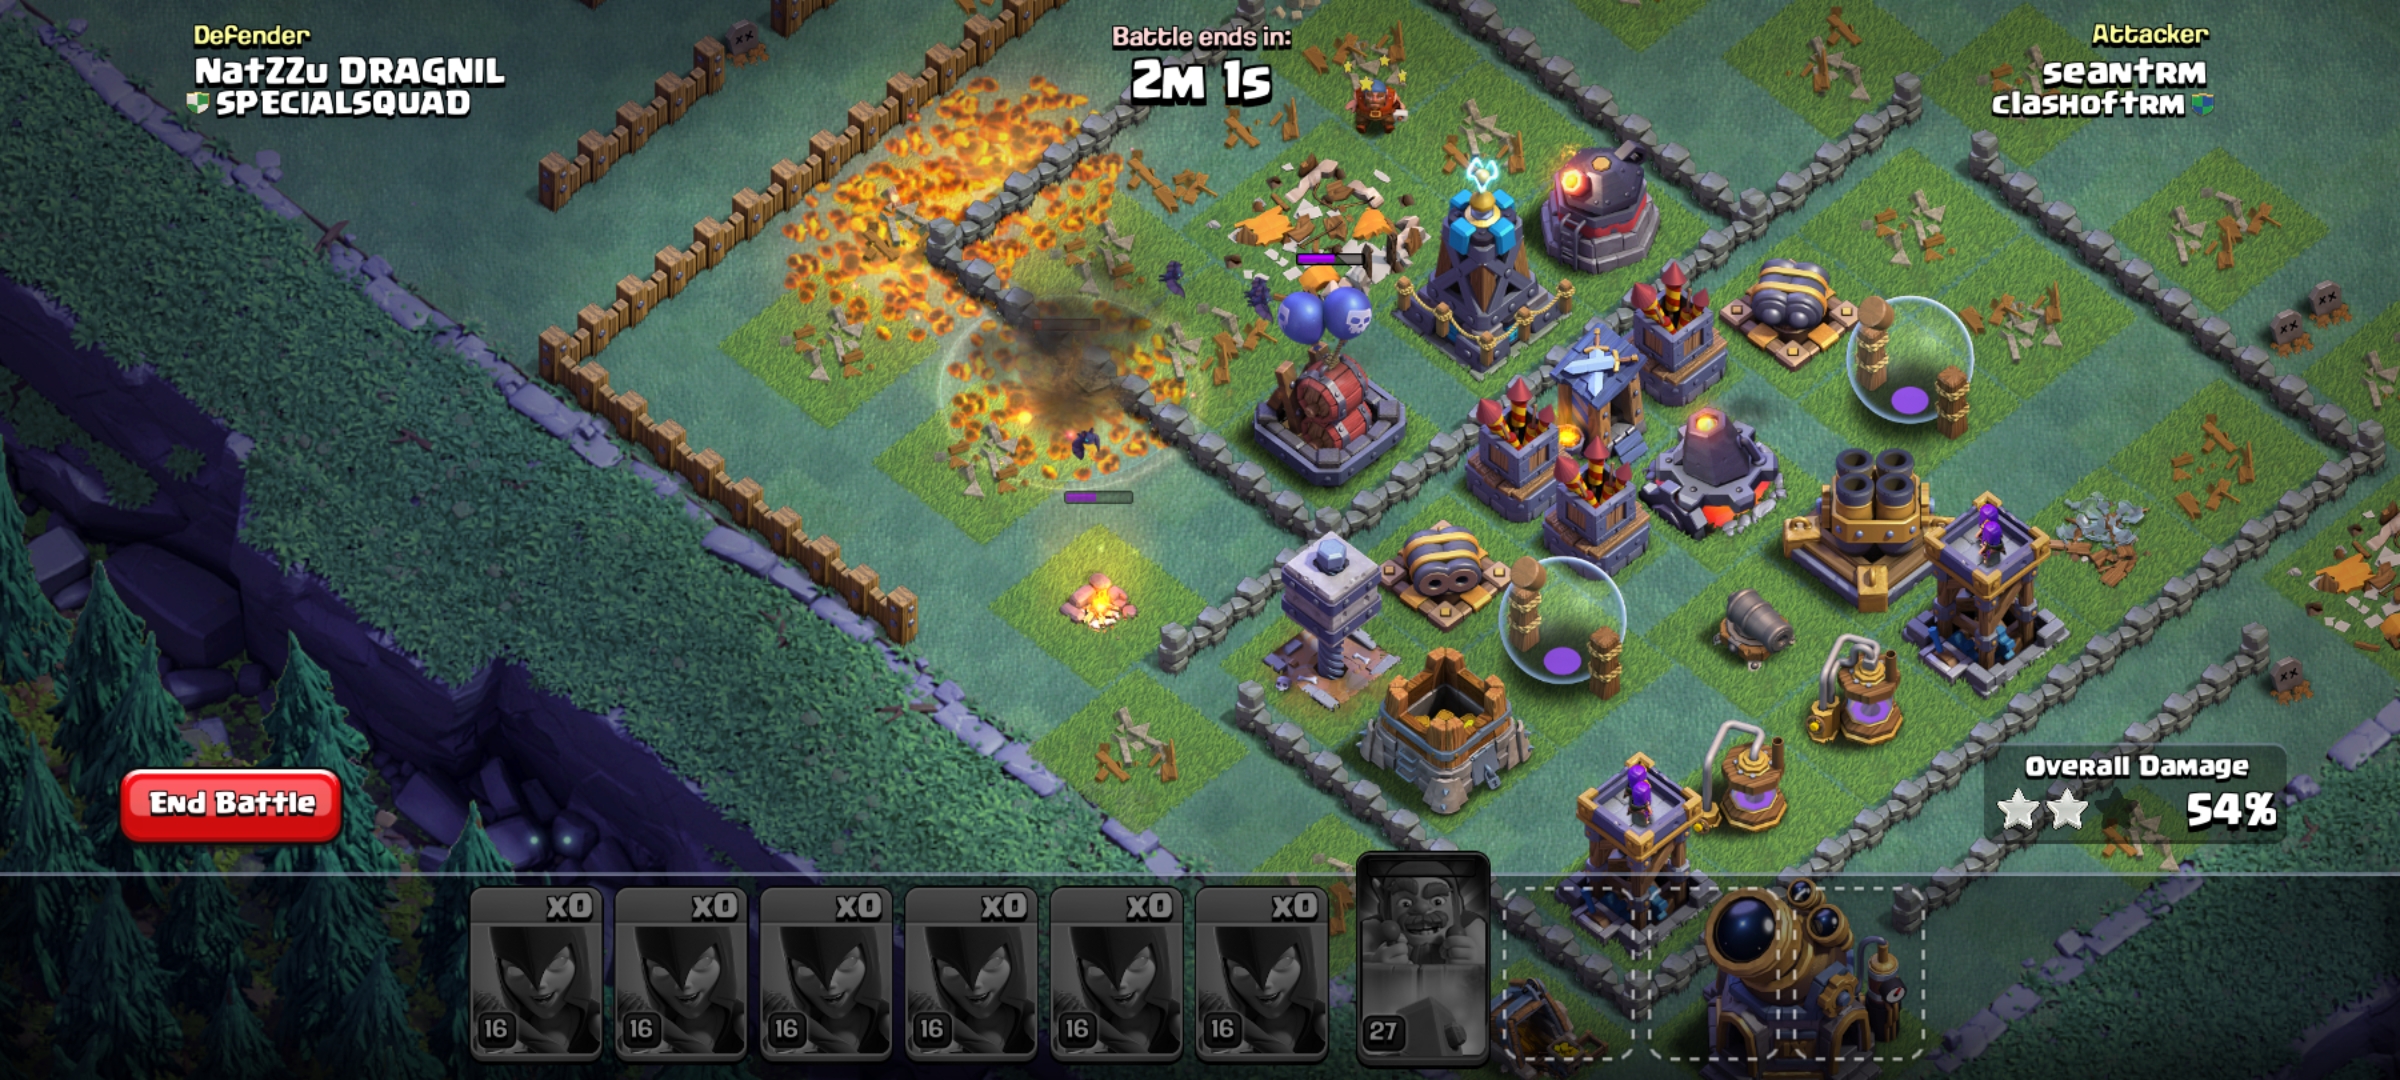 Defender
NatZZu DRAGNIL
SPECIALSQUAD
Battle ends in:
2M 1s
Attacker
seantRM
clashoftRM
End Battle
Overall Damage
54%
x0
x0
x0
x0
x0
x0
16
16
16
16
16
16
27